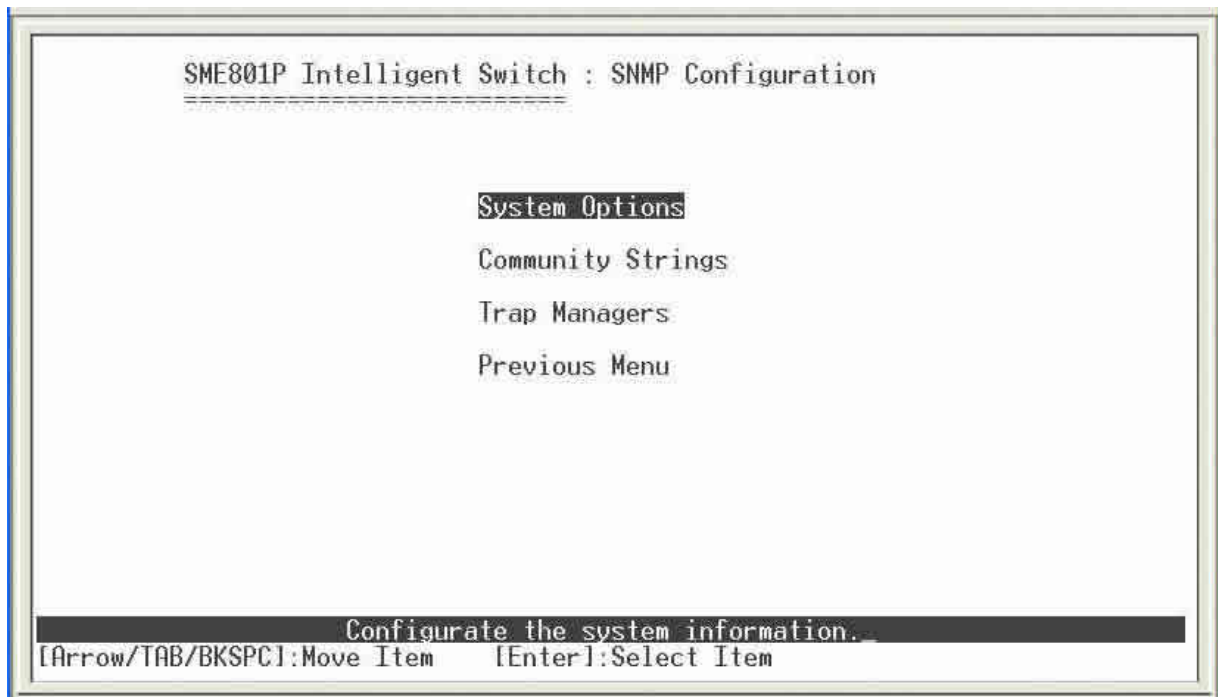 SME801P Intelligent Switch : SNMP Configuration
==========================
System Options
Community Strings
Trap Managers
Previous Menu
Configurate the system information._
[Arrow/TAB/BKSPC]:Move Item [Enter]:Select Item